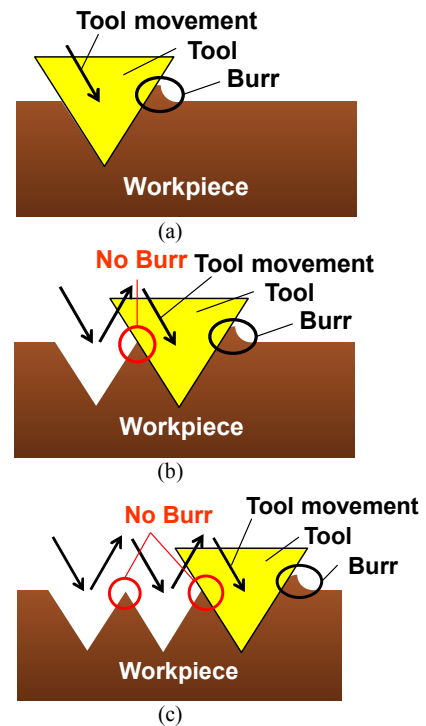 Tool movement
Tool
Burr
Workpiece
(a)
No Burr
Tool movement
Tool
Burr
Workpiece
(b)
No Burr
Tool movement
Tool
Burr
Workpiece
(c)